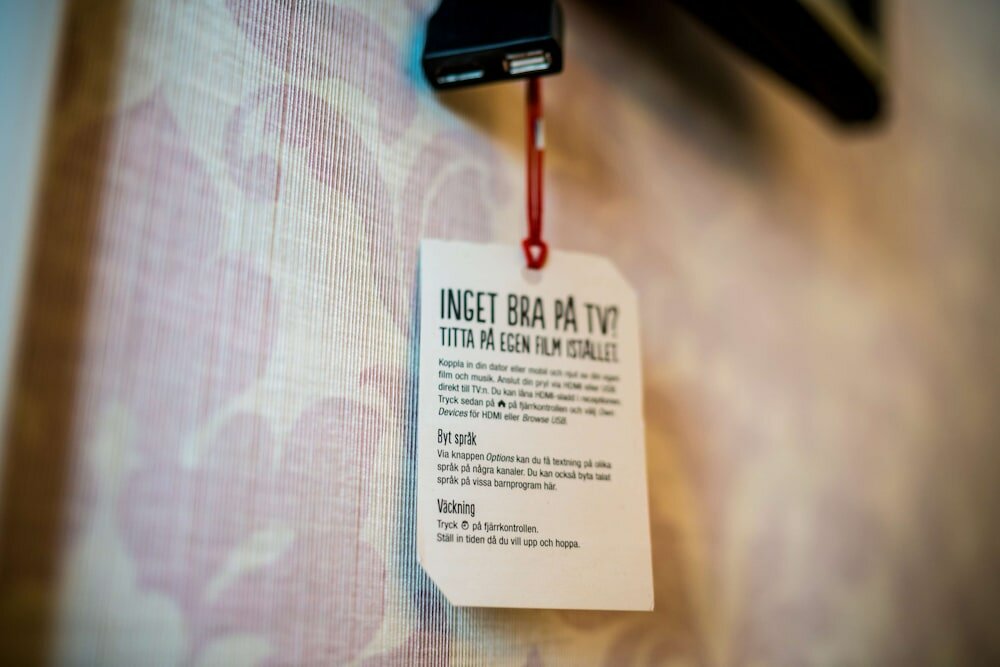 INGET BRA PÅ TV?
TITTA PÅ EGEN FILM ISTÄLLET.
Koppla in din dator eller mobil och njut av din egen
film och musik. Anslut din pryl via HDMI eller USB
direkt till TV:n. Du kan låna HDMI-sladd i receptionen.
Tryck sedan på på fjärrkontrollen och välj Own
Devices för HDMI eller Browse USB.
Byt språk
Via knappen Options kan du få textning på olika
språk på några kanaler. Du kan också byta talat
språk på vissa barnprogram här.
Väckning
Tryck på fjärrkontrollen.
Ställ in tiden då du vill upp och hoppa.